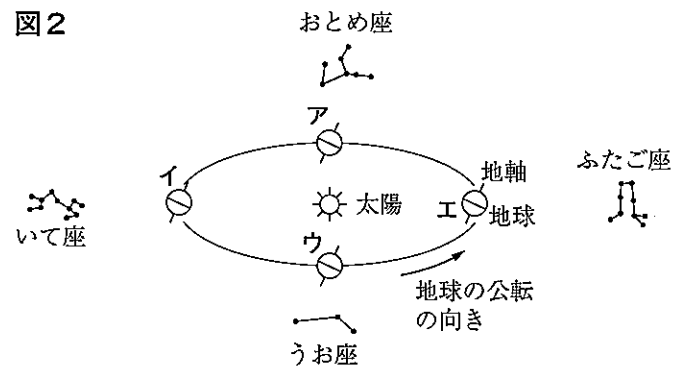 図2
おとめ座
ア
ふたご座
イ
地軸
太陽
エ
地球
いて座
ウ
地球の公転
の向き
うお座